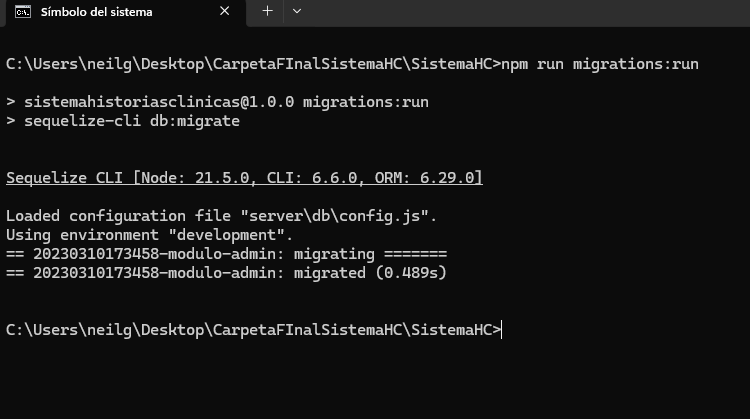 Símbolo del sistema
C:\Users\neilg\Desktop\CarpetaFInalSistemaHC\SistemaHC>npm run migrations:run
> sistemahistoriasclinicas@1.0.0 migrations:run
> sequelize-cli db:migrate
Sequelize CLI [Node: 21.5.0, CLI: 6.6.0, ORM: 6.29.0]
Loaded configuration file "server\db\config.js".
Using environment "development".
== 20230310173458-modulo-admin: migrating =======
== 20230310173458-modulo-admin: migrated (0.489s)
C:\Users\neilg\Desktop\CarpetaFInalSistemaHC\SistemaHC>